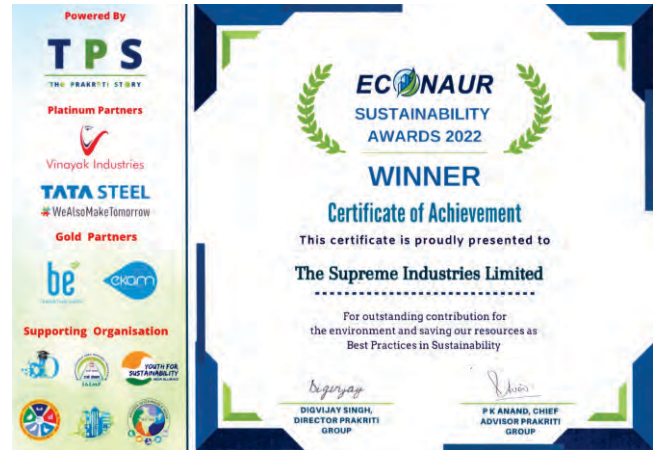 Powered By
TPS
THE PRAKRITI STORY
Platinum Partners
Vinayak Industries
TATA STEEL
#WeAlsoMakeTomorrow
Gold Partners
be
ekam
Supporting Organisation
YOUTH FOR
SUSTAINABILITY
ECONAUR
SUSTAINABILITY
AWARDS 2022
WINNER
Certificate of Achievement
This certificate is proudly presented to
The Supreme Industries Limited
For outstanding contribution for
the environment and saving our resources as
Best Practices in Sustainability
Digvijay
DIGVIJAY SINGH,
DIRECTOR PRAKRITI
GROUP
P K ANAND, CHIEF
ADVISOR PRAKRITI
GROUP